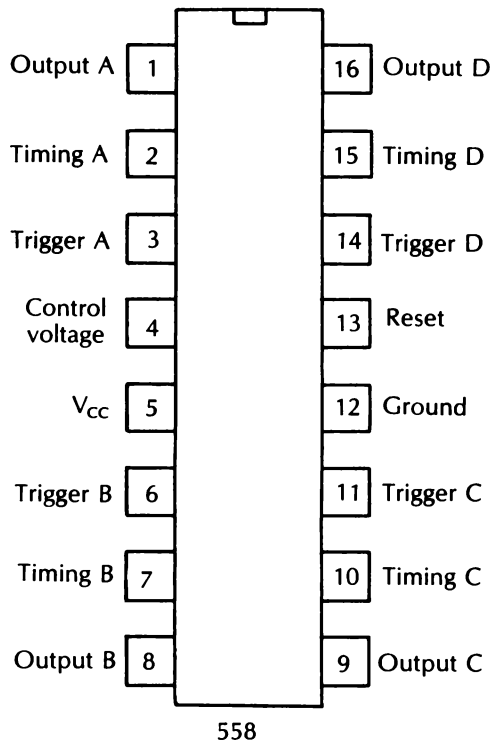 Output A 1 16 Output D
Timing A 2 15 Timing D
Trigger A 3 14 Trigger D
Control
voltage 4 13 Reset
VCC 5 12 Ground
Trigger B 6 11 Trigger C
Timing B 7 10 Timing C
Output B 8 9 Output C
558